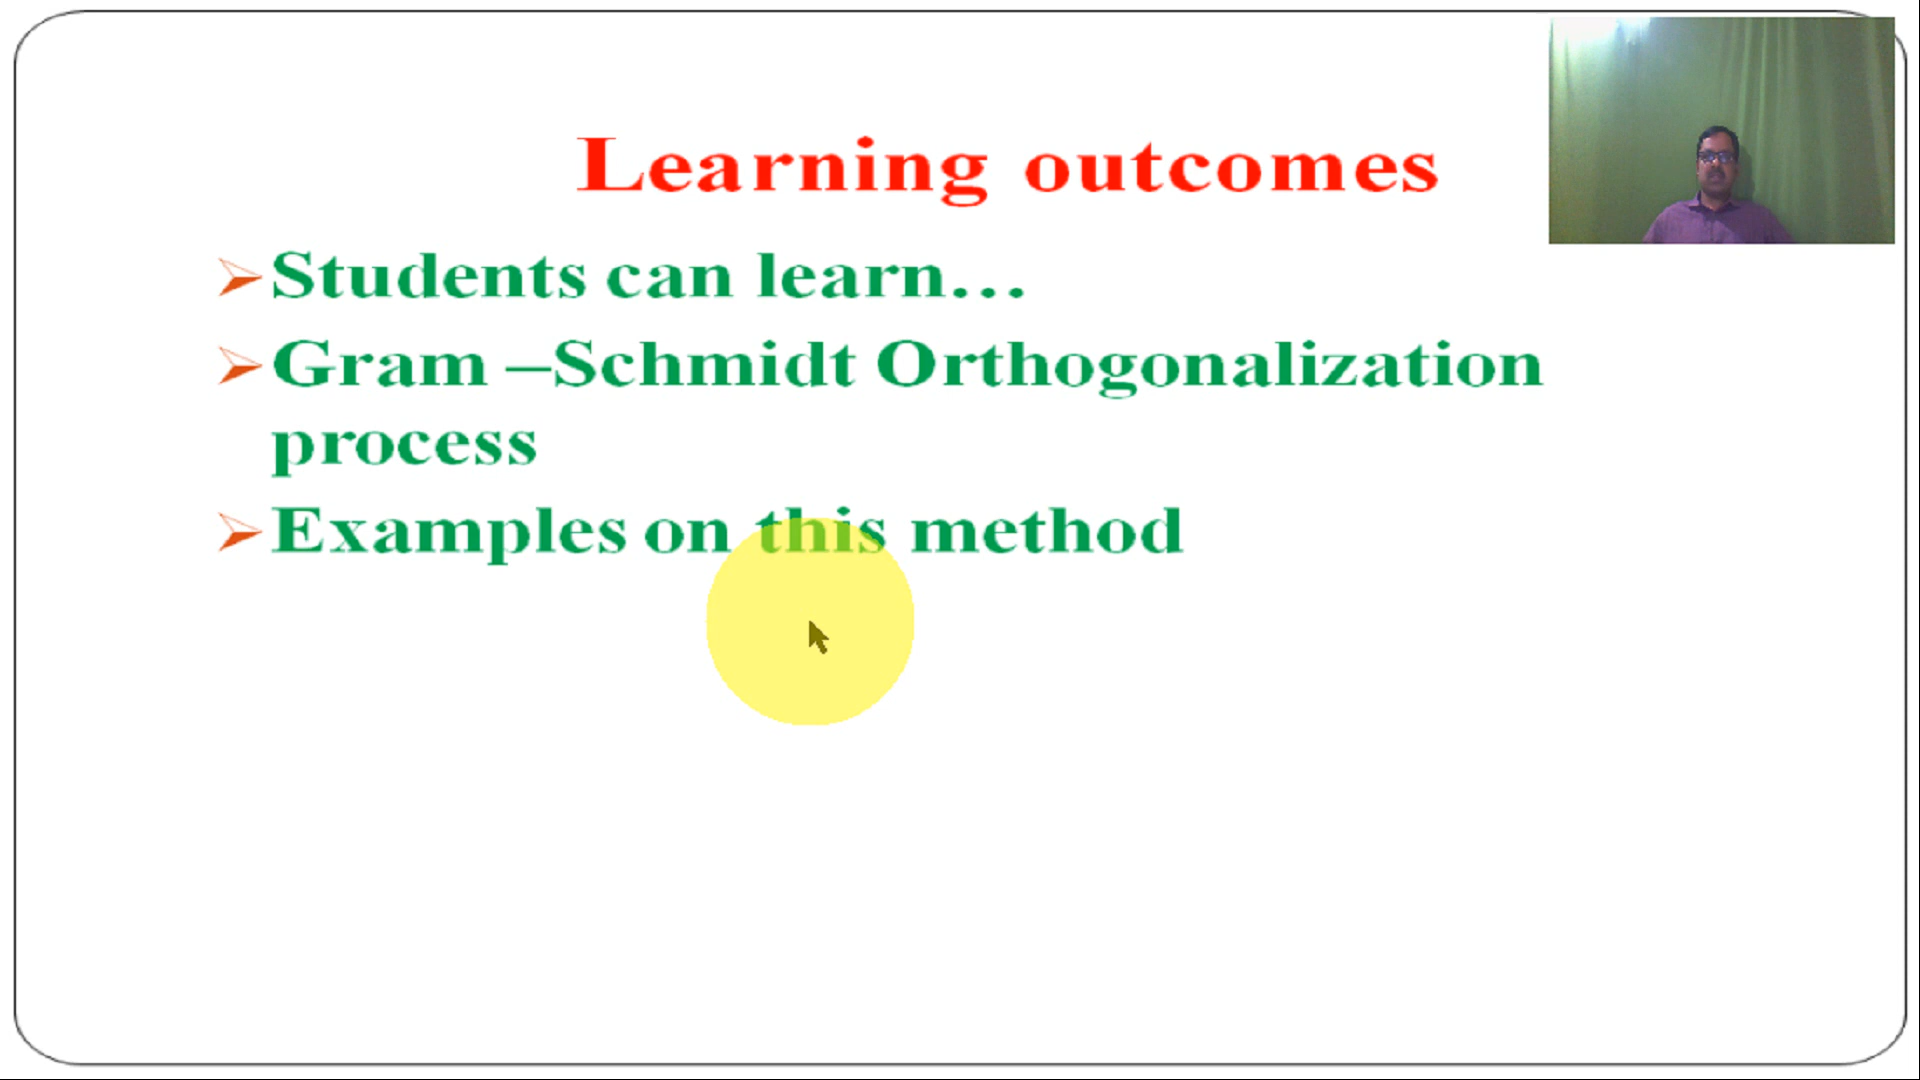 Learning outcomes
Students can learn…
Gram –Schmidt Orthogonalization
process
Examples on this method